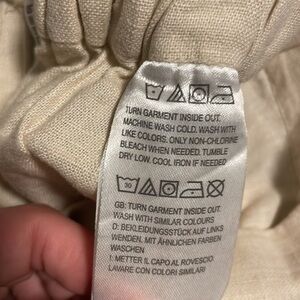 TURN GARMENT INSIDE OUT.
MACHINE WASH COLD. WASH WITH
LIKE COLORS. ONLY NON-CHLORINE
BLEACH WHEN NEEDED. TUMBLE
DRY LOW. COOL IRON IF NEEDED.
30
GB: TURN GARMENT INSIDE OUT.
WASH WITH SIMILAR COLOURS
D: BEKLEIDUNGSSTÜCK AUF LINKS
WENDEN, MIT ÄHNLICHEN FARBEN
WASCHEN
I: METTER IL CAPO AL ROVESCIO.
LAVARE CON COLORI SIMILARI